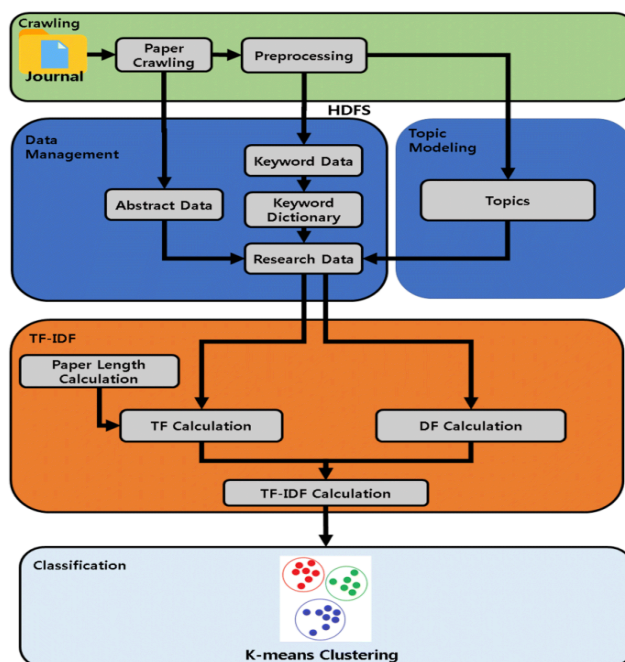 Crawling
Journal
Paper
Crawling
Preprocessing
HDFS
Data
Management
Topic
Modeling
Keyword Data
Abstract Data
Keyword
Dictionary
Topics
Research Data
TF-IDF
Paper Length
Calculation
TF Calculation
DF Calculation
TF-IDF Calculation
Classification
K-means Clustering